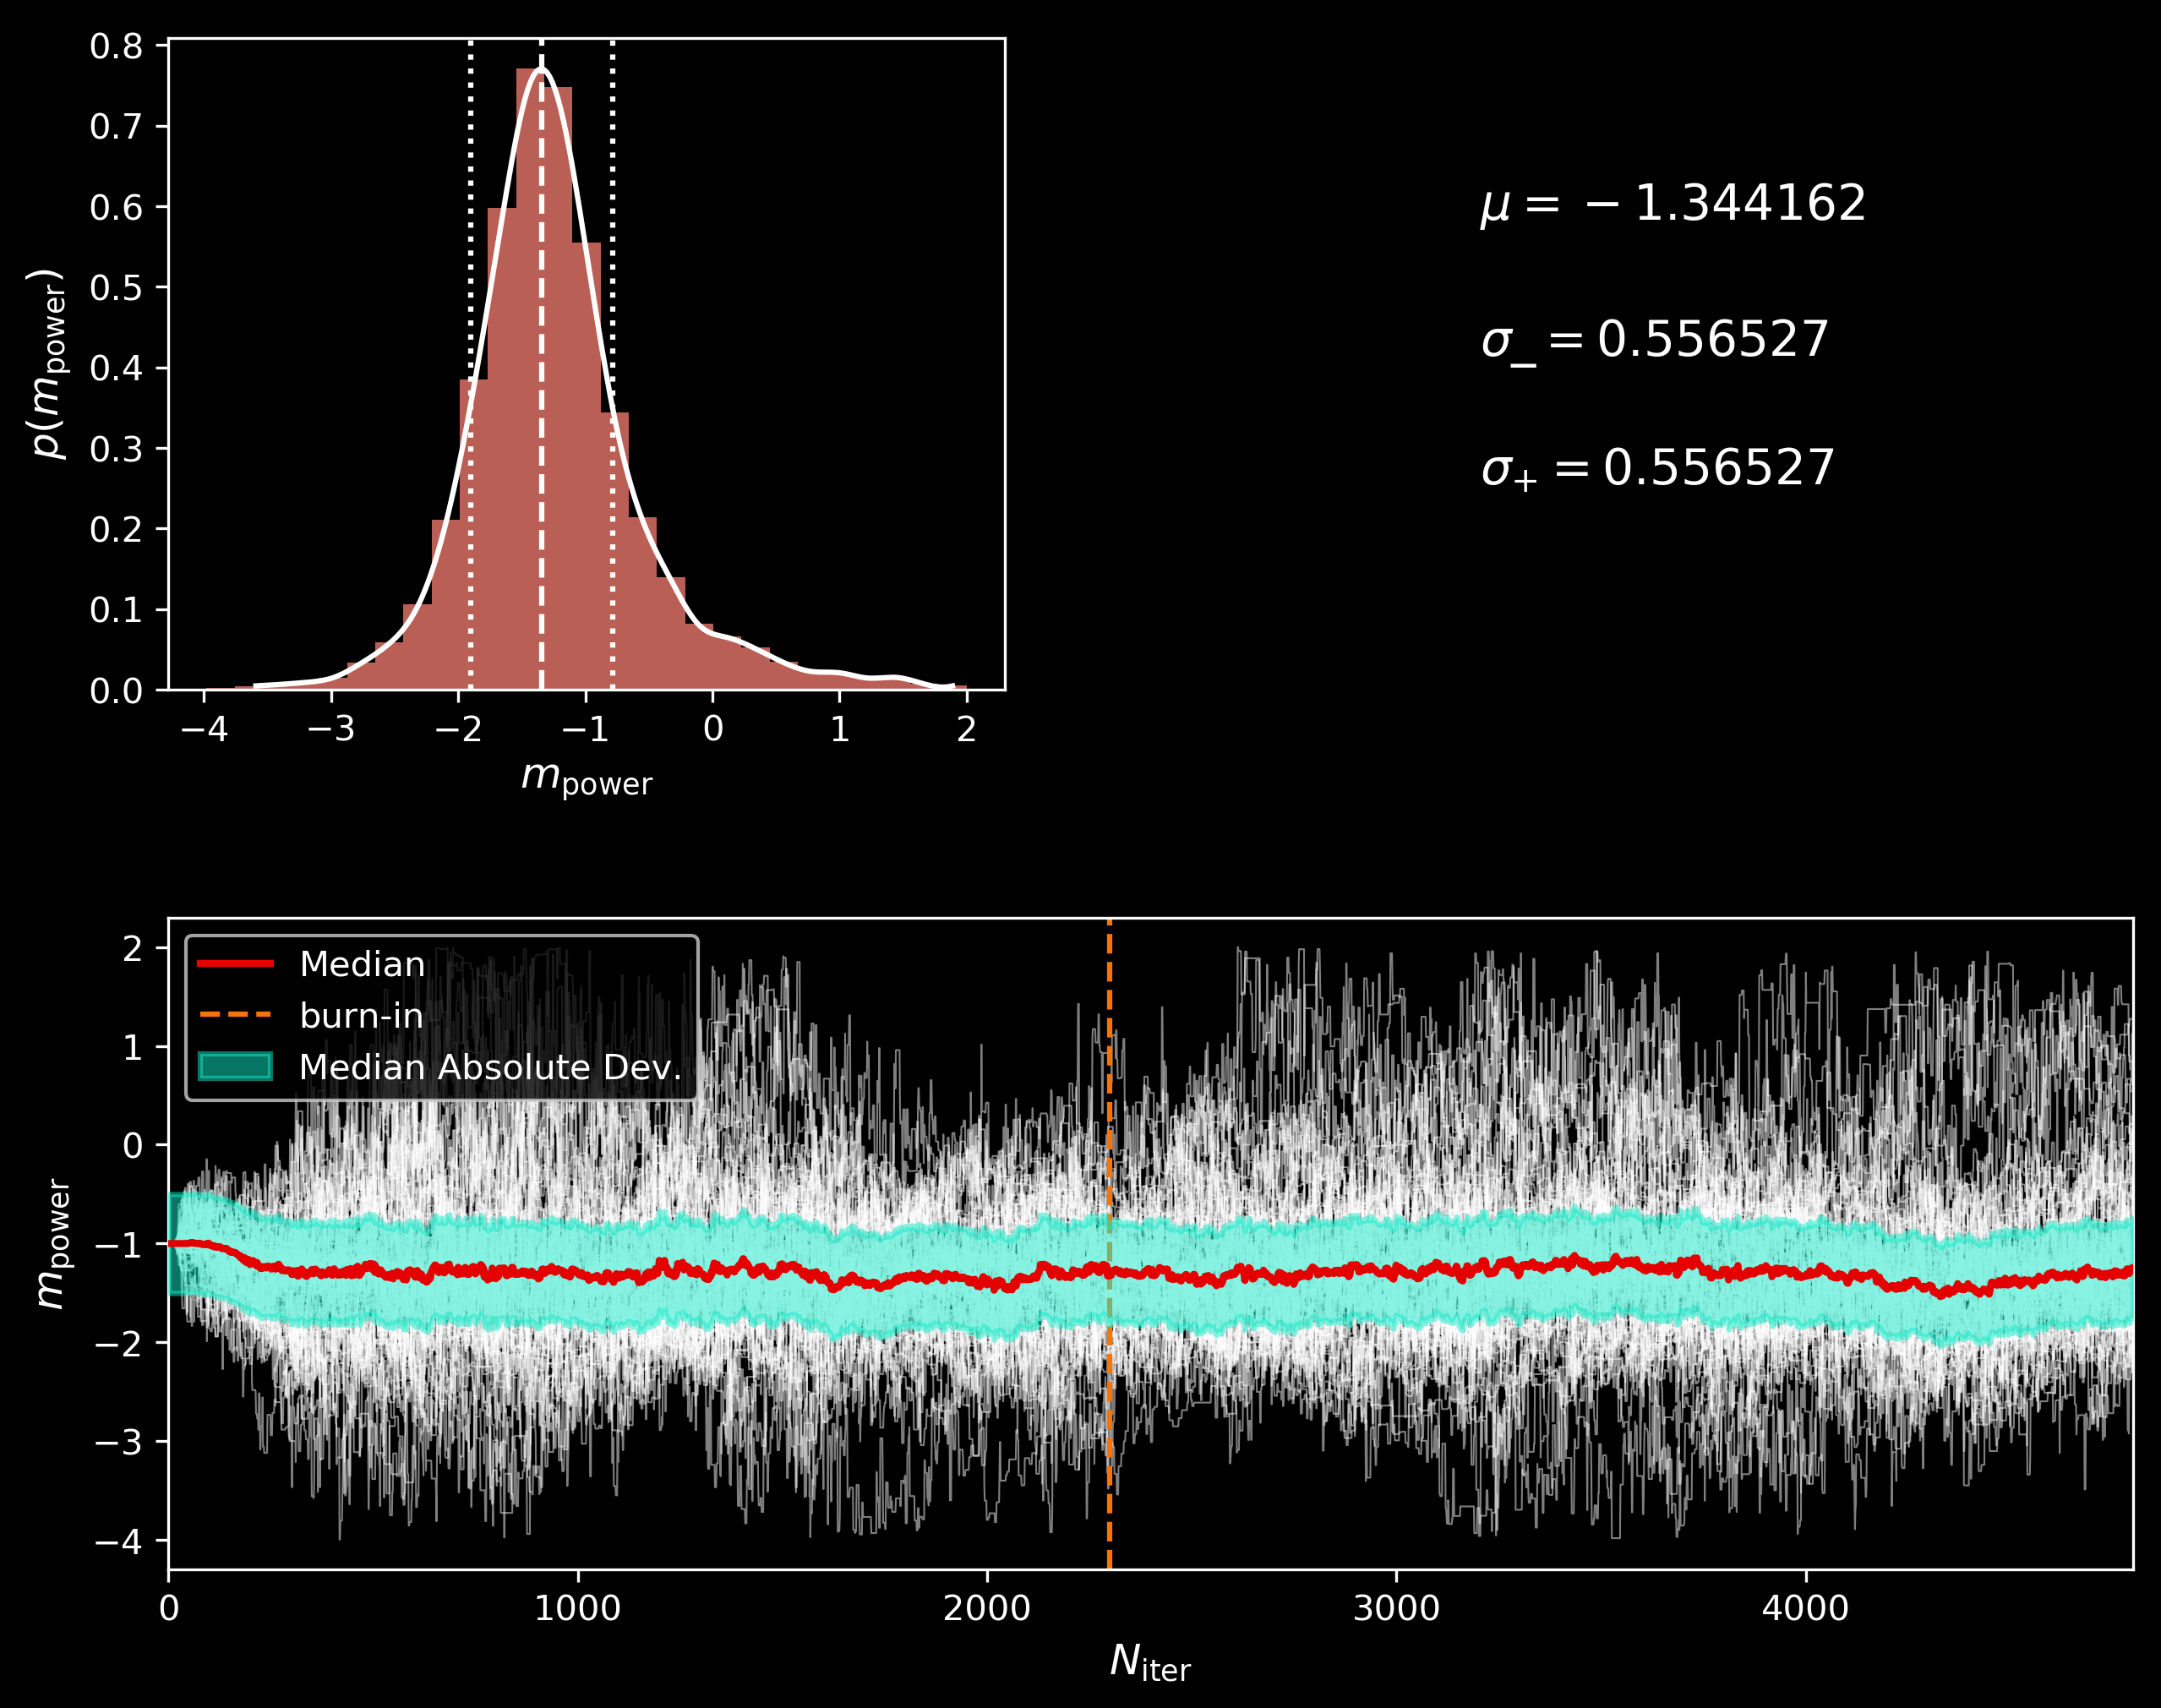 0.8
0.7
0.6
0.5
0.4
0.3
0.2
0.1
0.0
p(m_power)
−4 −3 −2 −1 0 1 2
m_power
μ = −1.344162
σ_− = 0.556527
σ_+ = 0.556527
Median
burn-in
Median Absolute Dev.
2
1
0
−1
−2
−3
−4
m_power
0 1000 2000 3000 4000
N_iter